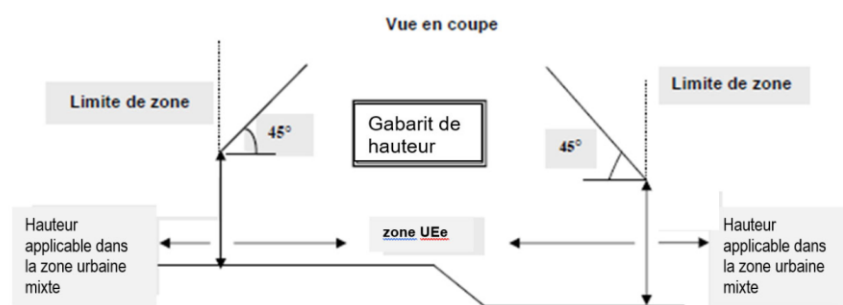 Vue en coupe
Limite de zone
Limite de zone
45°
Gabarit de
hauteur
45°
Hauteur
applicable dans
la zone urbaine
mixte
zone UEe
Hauteur
applicable dans
la zone urbaine
mixte